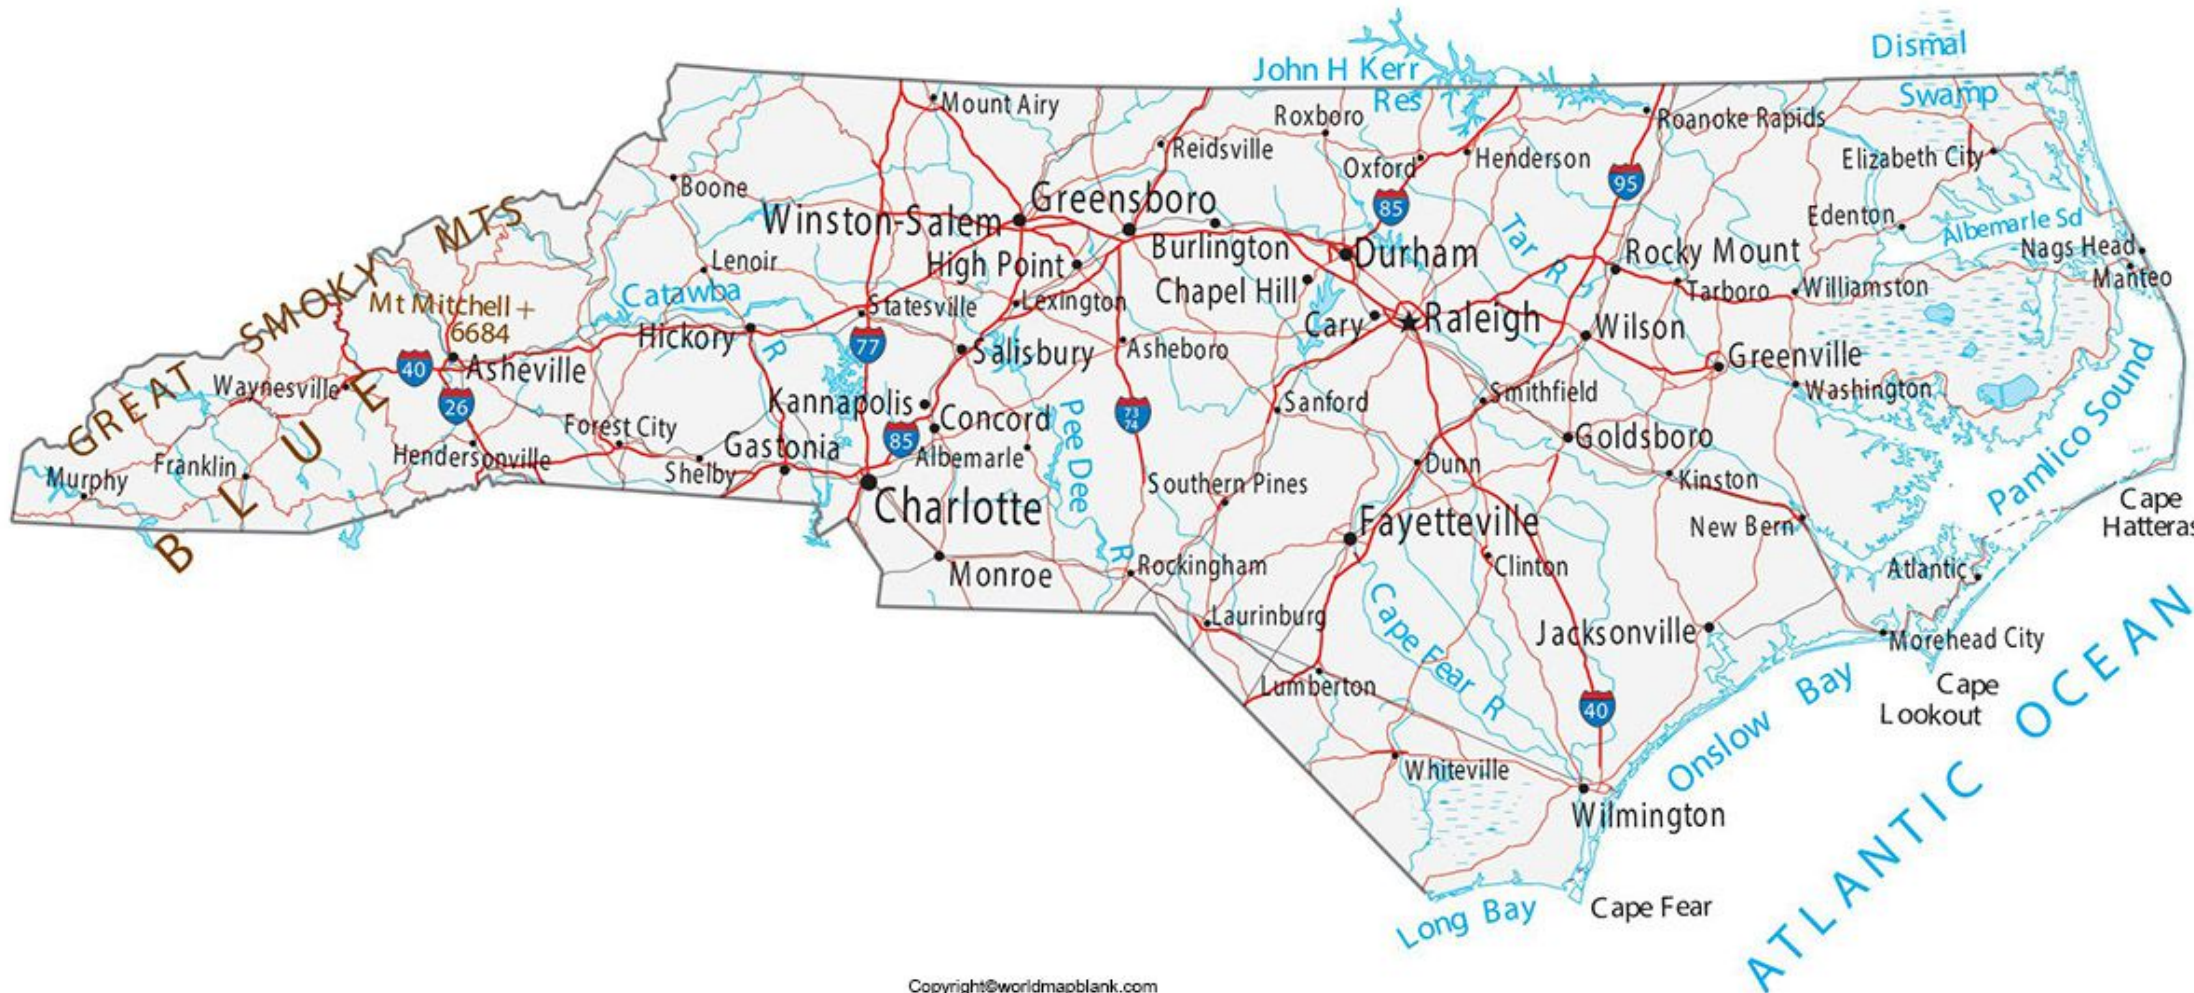 Dismal
Swamp
John H Kerr
Res
Mount Airy
Roxboro
Roanoke Rapids
Reidsville
Oxford
Henderson
Elizabeth City
Boone
95
85
GREAT SMOKY MTS
Greensboro
Winston-Salem
Burlington
Tar R
Edenton
Albemarle Sd
Nags Head
Manteo
Durham
Rocky Mount
High Point
Lenoir
Chapel Hill
Tarboro
Williamston
Catawba R
Mt Mitchell +
6684
Statesville
Lexington
Cary
Raleigh
Wilson
Hickory
77
Salisbury
Asheboro
Greenville
40
Asheville
Waynesville
Washington
Smithfield
26
Kannapolis
Concord
73
74
Sanford
Pamlico Sound
BLUE
Forest City
Gastonia
85
Albemarle
Pee Dee R
Goldsboro
Hendersonville
Shelby
Franklin
Murphy
Dunn
Kinston
Southern Pines
Charlotte
Fayetteville
New Bern
Cape
Hatteras
Monroe
Rockingham
Clinton
Atlantic
Laurinburg
Cape Fear R
Jacksonville
Morehead City
Lumberton
40
Cape
Lookout
Onslow Bay
Whiteville
Wilmington
ATLANTIC OCEAN
Cape Fear
Long Bay
Copyright©worldmapblank.com